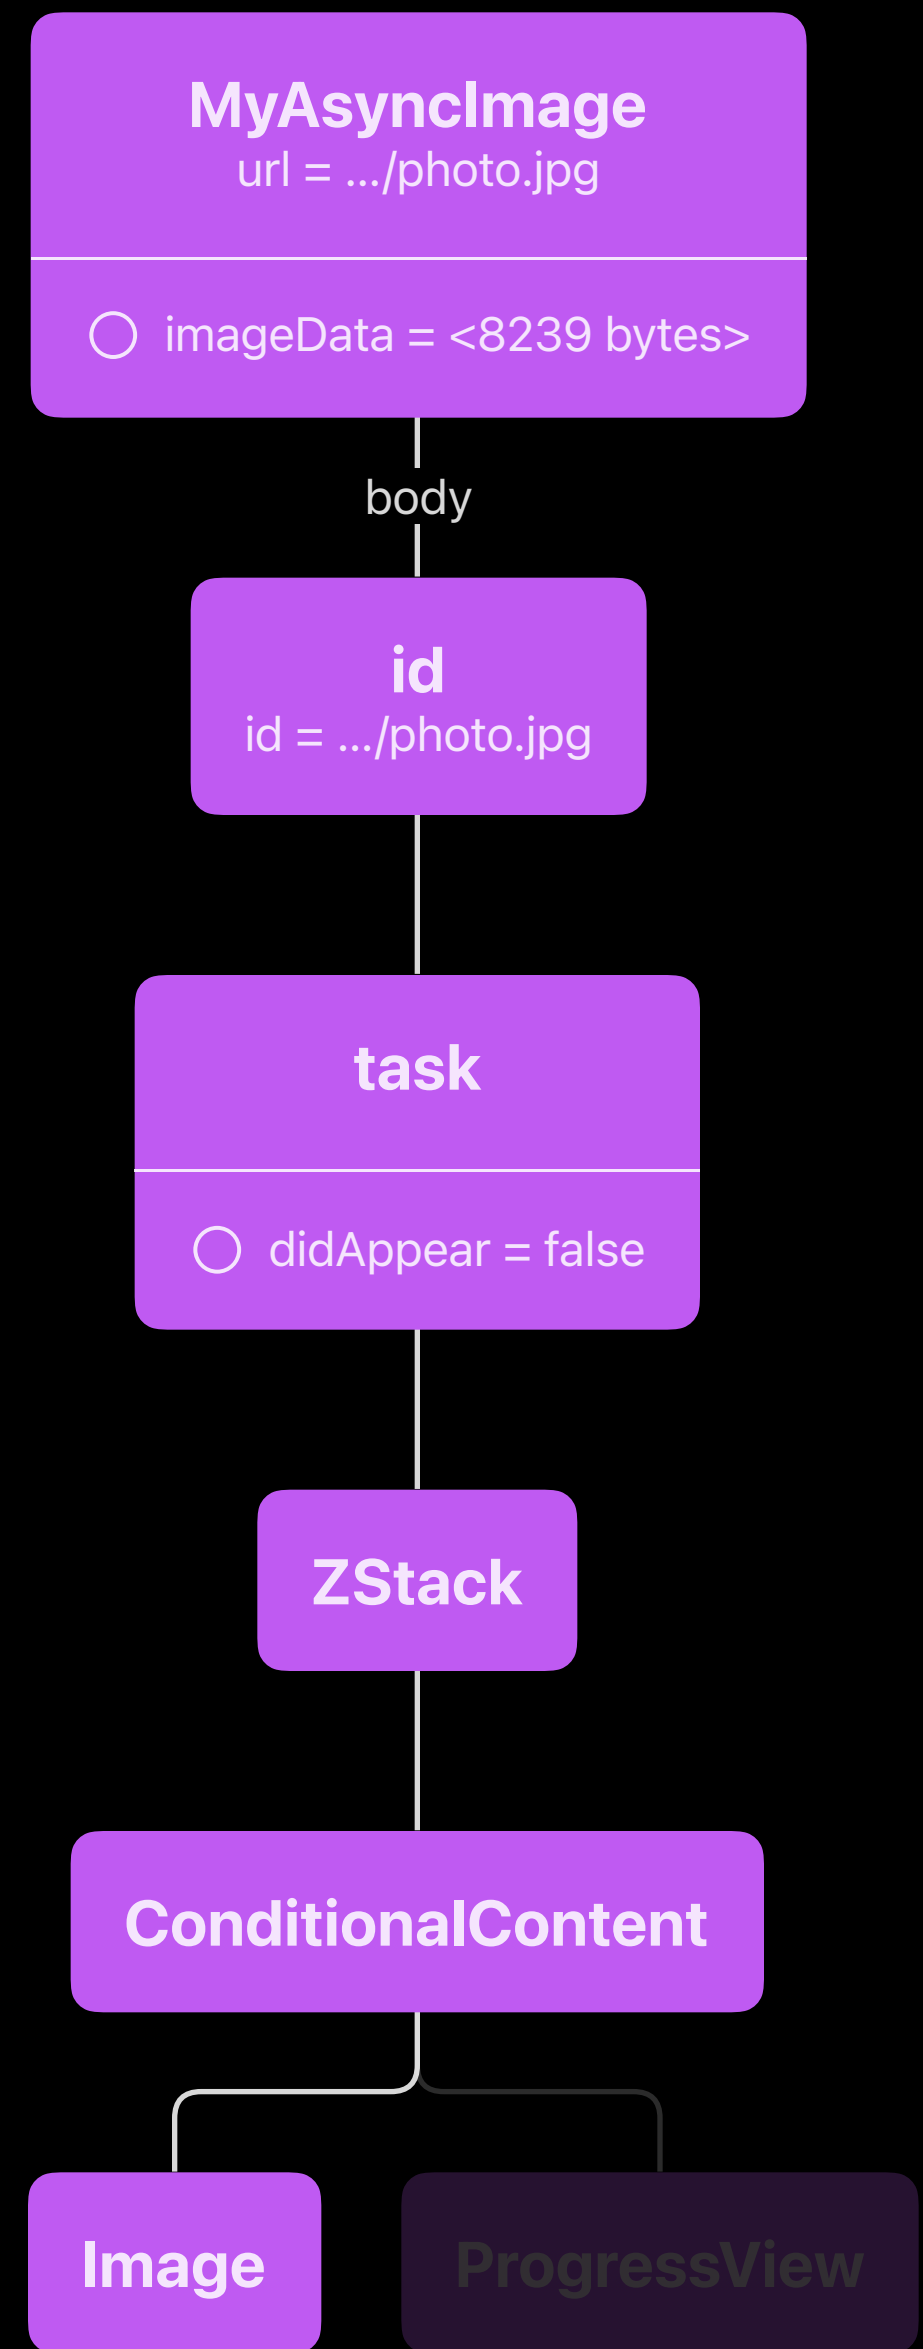 MyAsyncImage
url = .../photo.jpg
imageData = <8239 bytes>
body
id
id = .../photo.jpg
task
didAppear = false
ZStack
ConditionalContent
Image
ProgressView